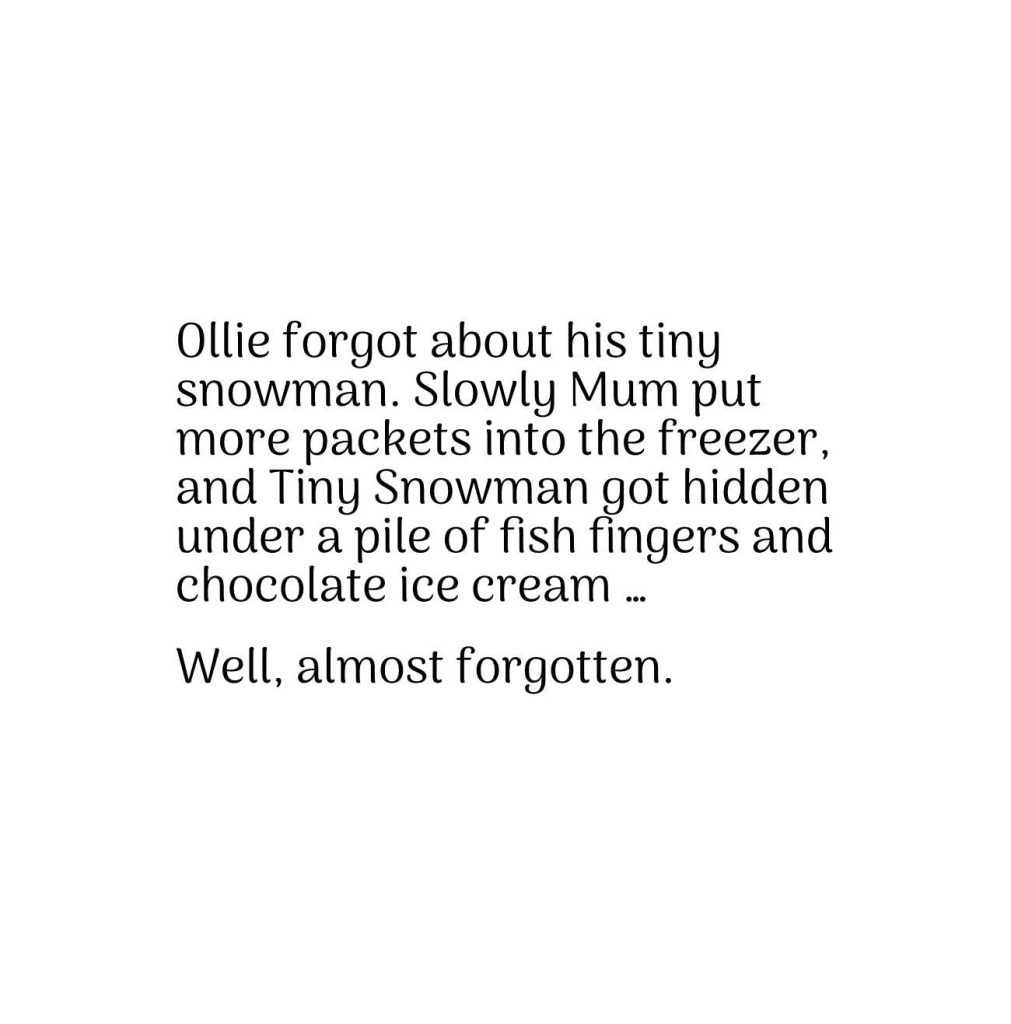 Ollie forgot about his tiny
snowman. Slowly Mum put
more packets into the freezer,
and Tiny Snowman got hidden
under a pile of fish fingers and
chocolate ice cream …
Well, almost forgotten.